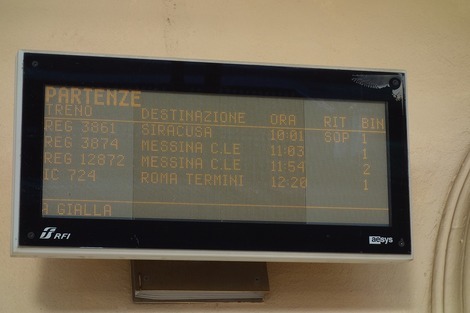 PARTENZE
TRENO DESTINAZIONE ORA RIT BIN
REG 3861 SIRACUSA 10:01 SOP 1
REG 3874 MESSINA C.LE 11:03 1
REG 12872 MESSINA C.LE 11:54 2
IC 724 ROMA TERMINI 12:20 1
A GIALLA
RFI aesys